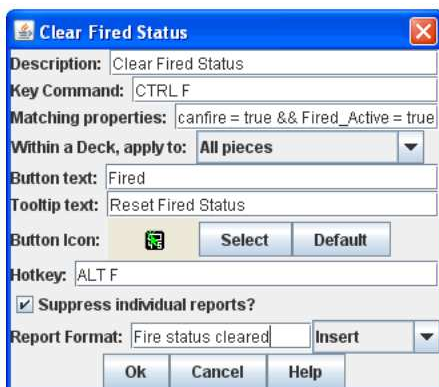 Clear Fired Status
Description: Clear Fired Status
Key Command: CTRL F
Matching properties: canfire = true && Fired_Active = true
Within a Deck, apply to: All pieces
Button text: Fired
Tooltip text: Reset Fired Status
Button Icon: Select Default
Hotkey: ALT F
Suppress individual reports?
Report Format: Fire status cleared Insert
Ok Cancel Help